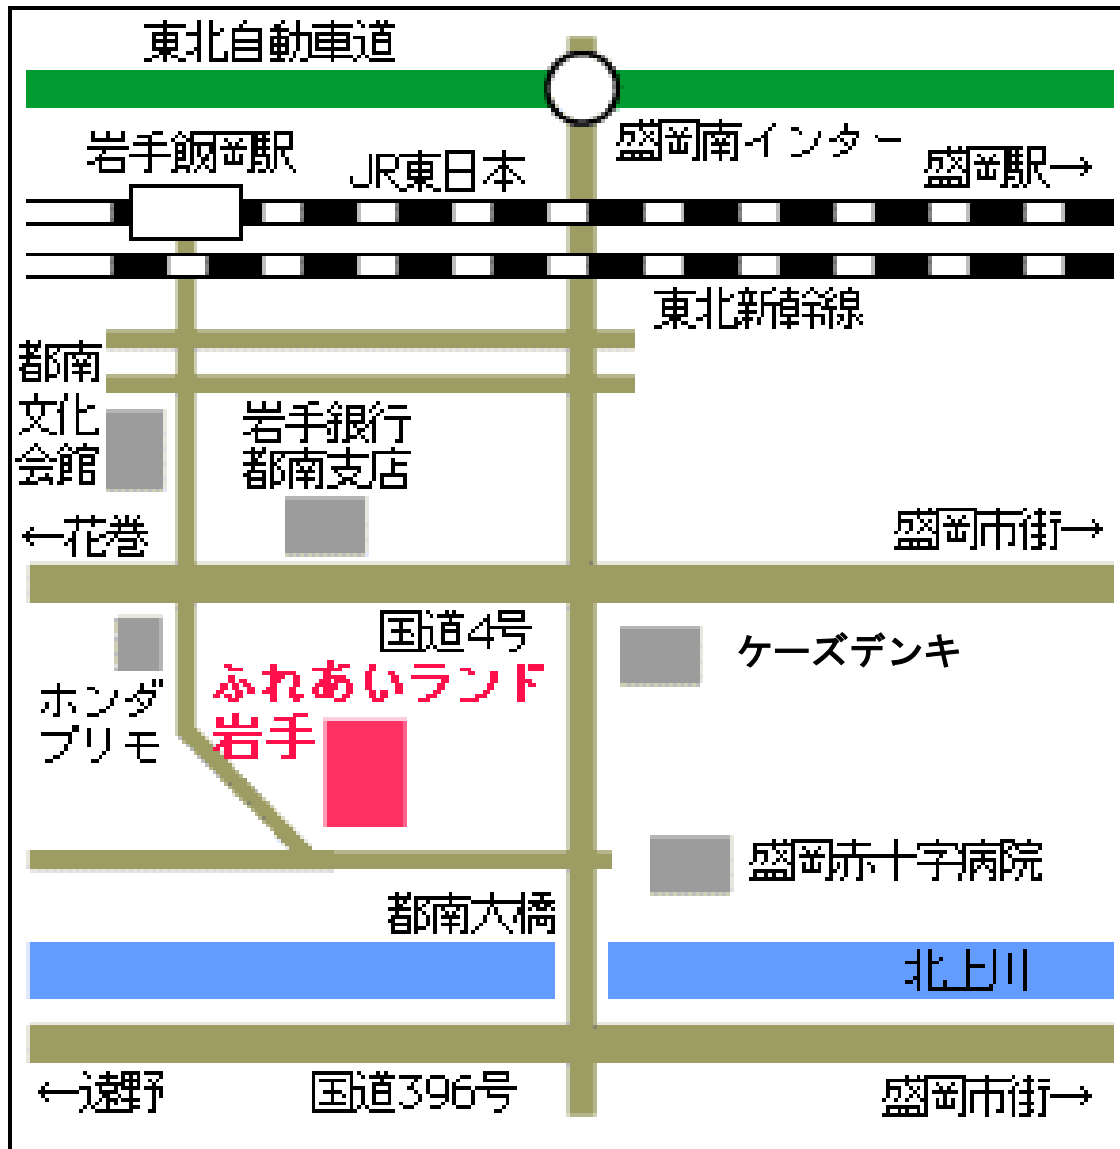 東北自動車道
岩手飯岡駅
盛岡南インター
JR東日本
盛岡駅→
東北新幹線
都南
文化
会館
岩手銀行
都南支店
←花巻
盛岡市街→
国道4号
ケーズデンキ
ホンダ
プリモ
ふれあいランド
岩手
盛岡赤十字病院
都南大橋
北上川
←遠野
国道396号
盛岡市街→